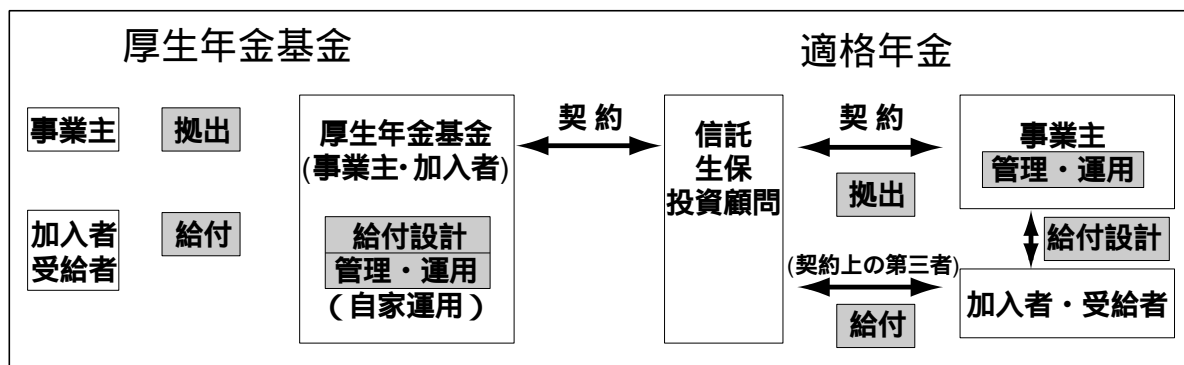 厚生年金基金
適格年金
事業主
拠出
加入者
受給者
給付
厚生年金基金
(事業主・加入者)
給付設計
管理・運用
(自家運用)
契 約
信託
生保
投資顧問
契 約
拠出
(契約上の第三者)
給付
事業主
管理・運用
給付設計
加入者・受給者